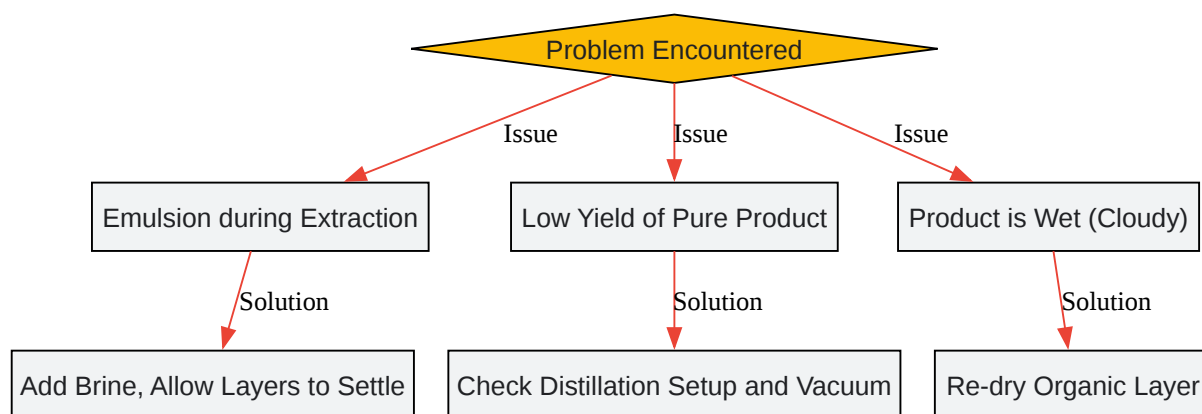 Problem Encountered
Issue
Issue
Issue
Emulsion during Extraction
Low Yield of Pure Product
Product is Wet (Cloudy)
Solution
Solution
Solution
Add Brine, Allow Layers to Settle
Check Distillation Setup and Vacuum
Re-dry Organic Layer